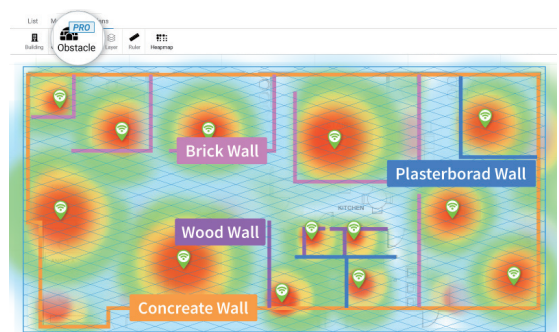 List
PRO
Building
Obstacle
Layer
Ruler
Heapmap
Brick Wall
Plasterborad Wall
KITCHEN
Wood Wall
Concreate Wall